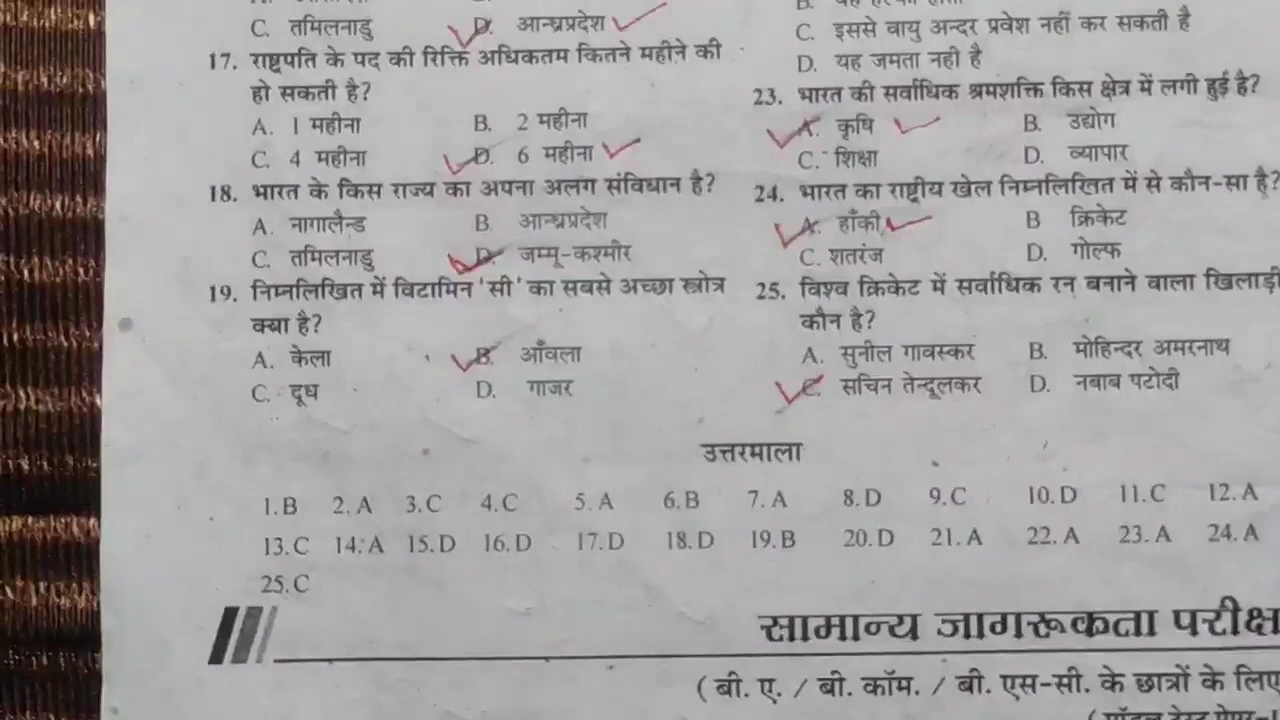 C. तमिलनाडु D. आन्ध्रप्रदेश
17. राष्ट्रपति के पद की रिक्ति अधिकतम कितने महीने की
हो सकती है?
A. 1 महीना B. 2 महीना
C. 4 महीना D. 6 महीना
18. भारत के किस राज्य का अपना अलग संविधान है?
A. नागालैन्ड B. आन्ध्रप्रदेश
C. तमिलनाडु D. जम्मू-कश्मीर
19. निम्नलिखित में विटामिन 'सी' का सबसे अच्छा स्त्रोत
क्या है?
A. केला B. आँवला
C. दूध D. गाजर
C. इससे वायु अन्दर प्रवेश नहीं कर सकती है
D. यह जमता नही है
23. भारत की सर्वाधिक श्रमशक्ति किस क्षेत्र में लगी हुई है?
A. कृषि B. उद्योग
C. शिक्षा D. व्यापार
24. भारत का राष्ट्रीय खेल निम्नलिखित में से कौन-सा है?
A. हॉकी B क्रिकेट
C. शतरंज D. गोल्फ
25. विश्व क्रिकेट में सर्वाधिक रन बनाने वाला खिलाड़ी
कौन है?
A. सुनील गावस्कर B. मोहिन्दर अमरनाथ
C. सचिन तेन्दूलकर D. नबाब पटोदी
उत्तरमाला
1. B 2. A 3. C 4. C 5. A 6. B 7. A 8. D 9. C 10. D 11. C 12. A
13. C 14. A 15. D 16. D 17. D 18. D 19. B 20. D 21. A 22. A 23. A 24. A
25. C
सामान्य जागरूकता परीक्ष
( बी. ए. / बी. कॉम. / बी. एस-सी. के छात्रों के लिए